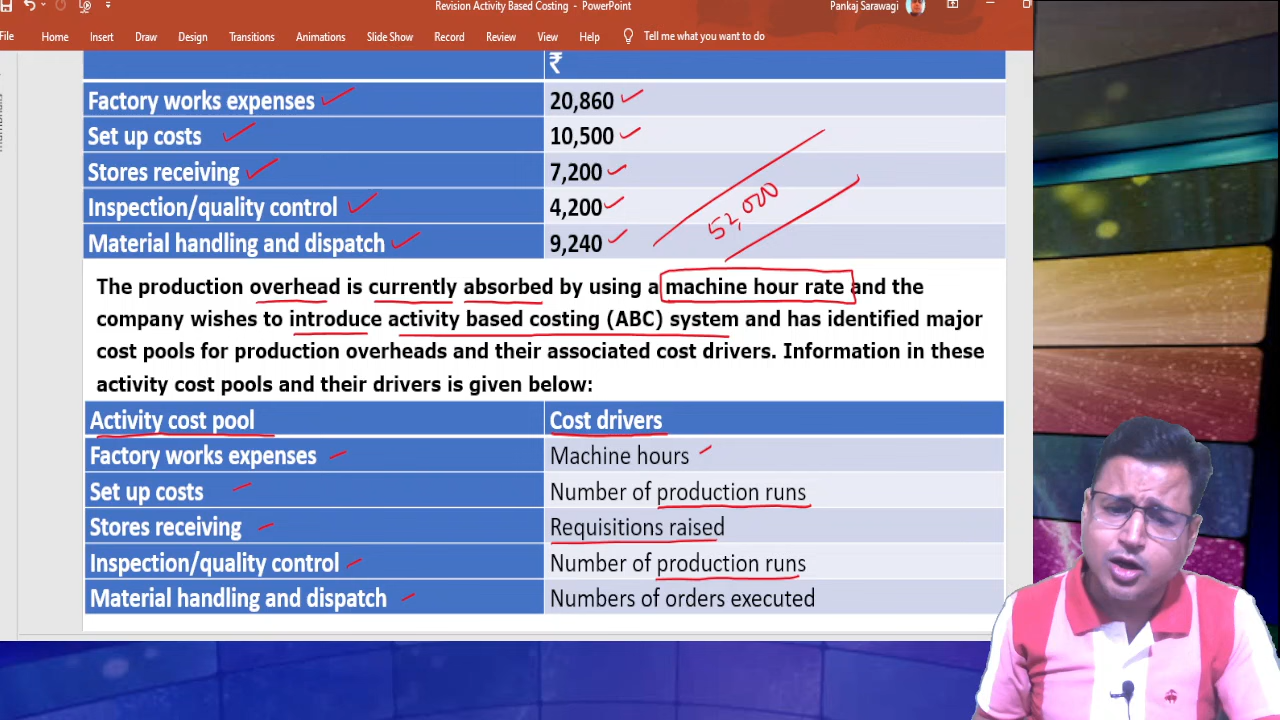 Revision Activity Based Costing - PowerPoint
Pankaj Sarawagi
File Home Insert Draw Design Transitions Animations Slide Show Record Review View Help Tell me what you want to do
₹
Factory works expenses 20,860
Set up costs 10,500
Stores receiving 7,200
Inspection/quality control 4,200
Material handling and dispatch 9,240
52,000
The production overhead is currently absorbed by using a machine hour rate and the
company wishes to introduce activity based costing (ABC) system and has identified major
cost pools for production overheads and their associated cost drivers. Information in these
activity cost pools and their drivers is given below:
Activity cost pool Cost drivers
Factory works expenses Machine hours
Set up costs Number of production runs
Stores receiving Requisitions raised
Inspection/quality control Number of production runs
Material handling and dispatch Numbers of orders executed